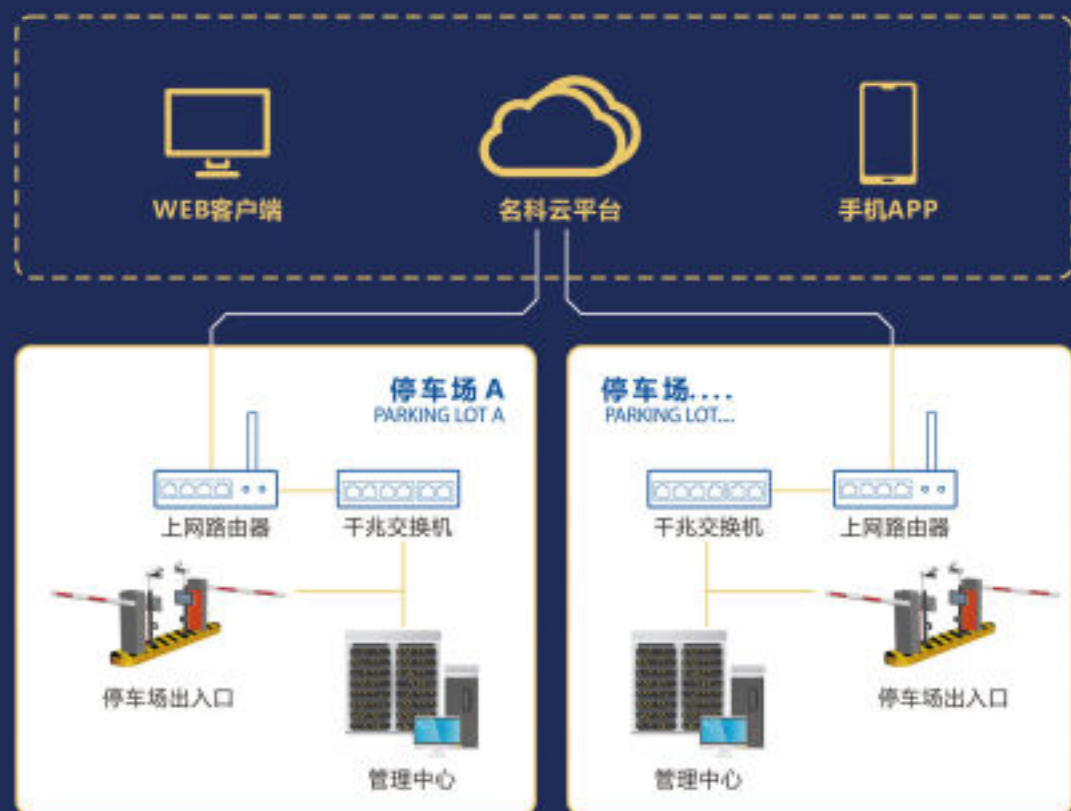 WEB客户端
名科云平台
手机APP
停车场 A
PARKING LOT A
上网路由器
千兆交换机
停车场出入口
管理中心
停车场....
PARKING LOT....
千兆交换机
上网路由器
管理中心
停车场出入口